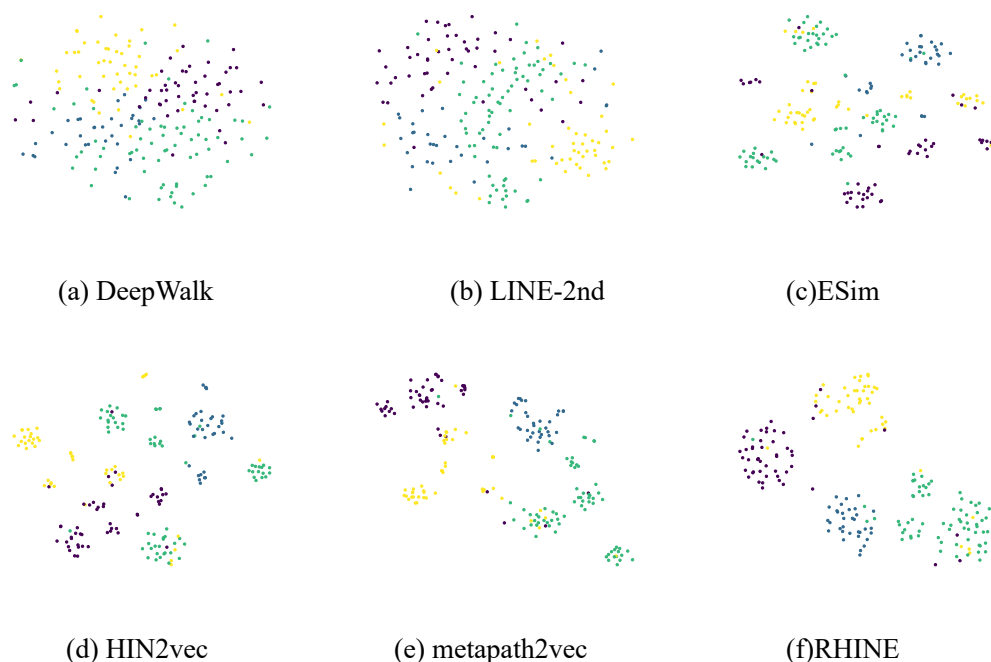 (a) DeepWalk
(b) LINE-2nd
(c)ESim
(d) HIN2vec
(e) metapath2vec
(f)RHINE